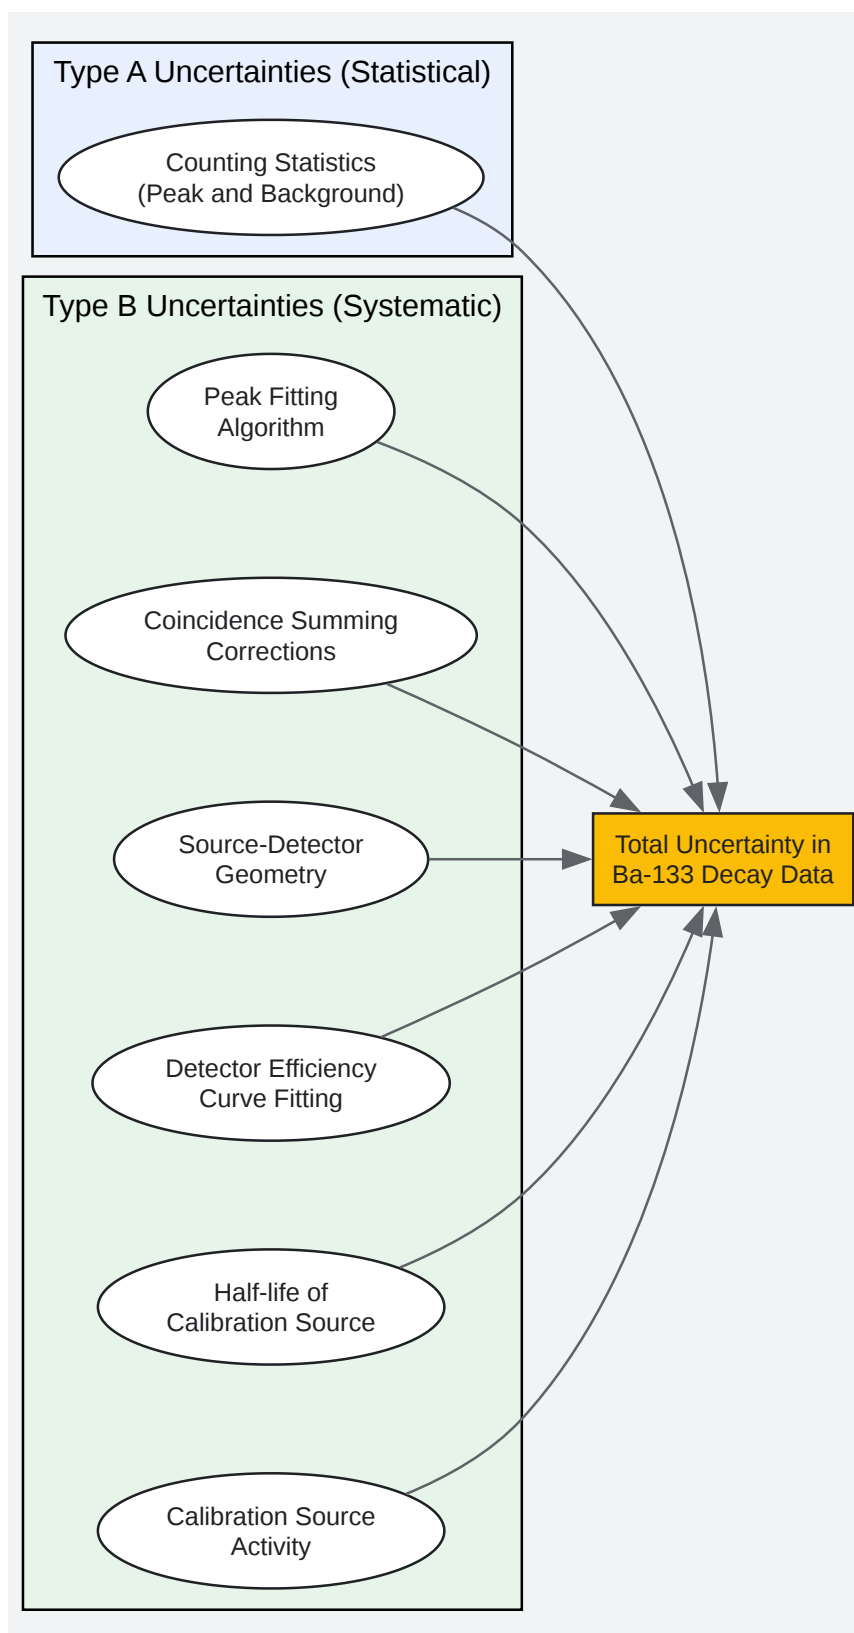 Type A Uncertainties (Statistical)
Counting Statistics
(Peak and Background)
Type B Uncertainties (Systematic)
Peak Fitting
Algorithm
Coincidence Summing
Corrections
Source-Detector
Geometry
Total Uncertainty in
Ba-133 Decay Data
Detector Efficiency
Curve Fitting
Half-life of
Calibration Source
Calibration Source
Activity